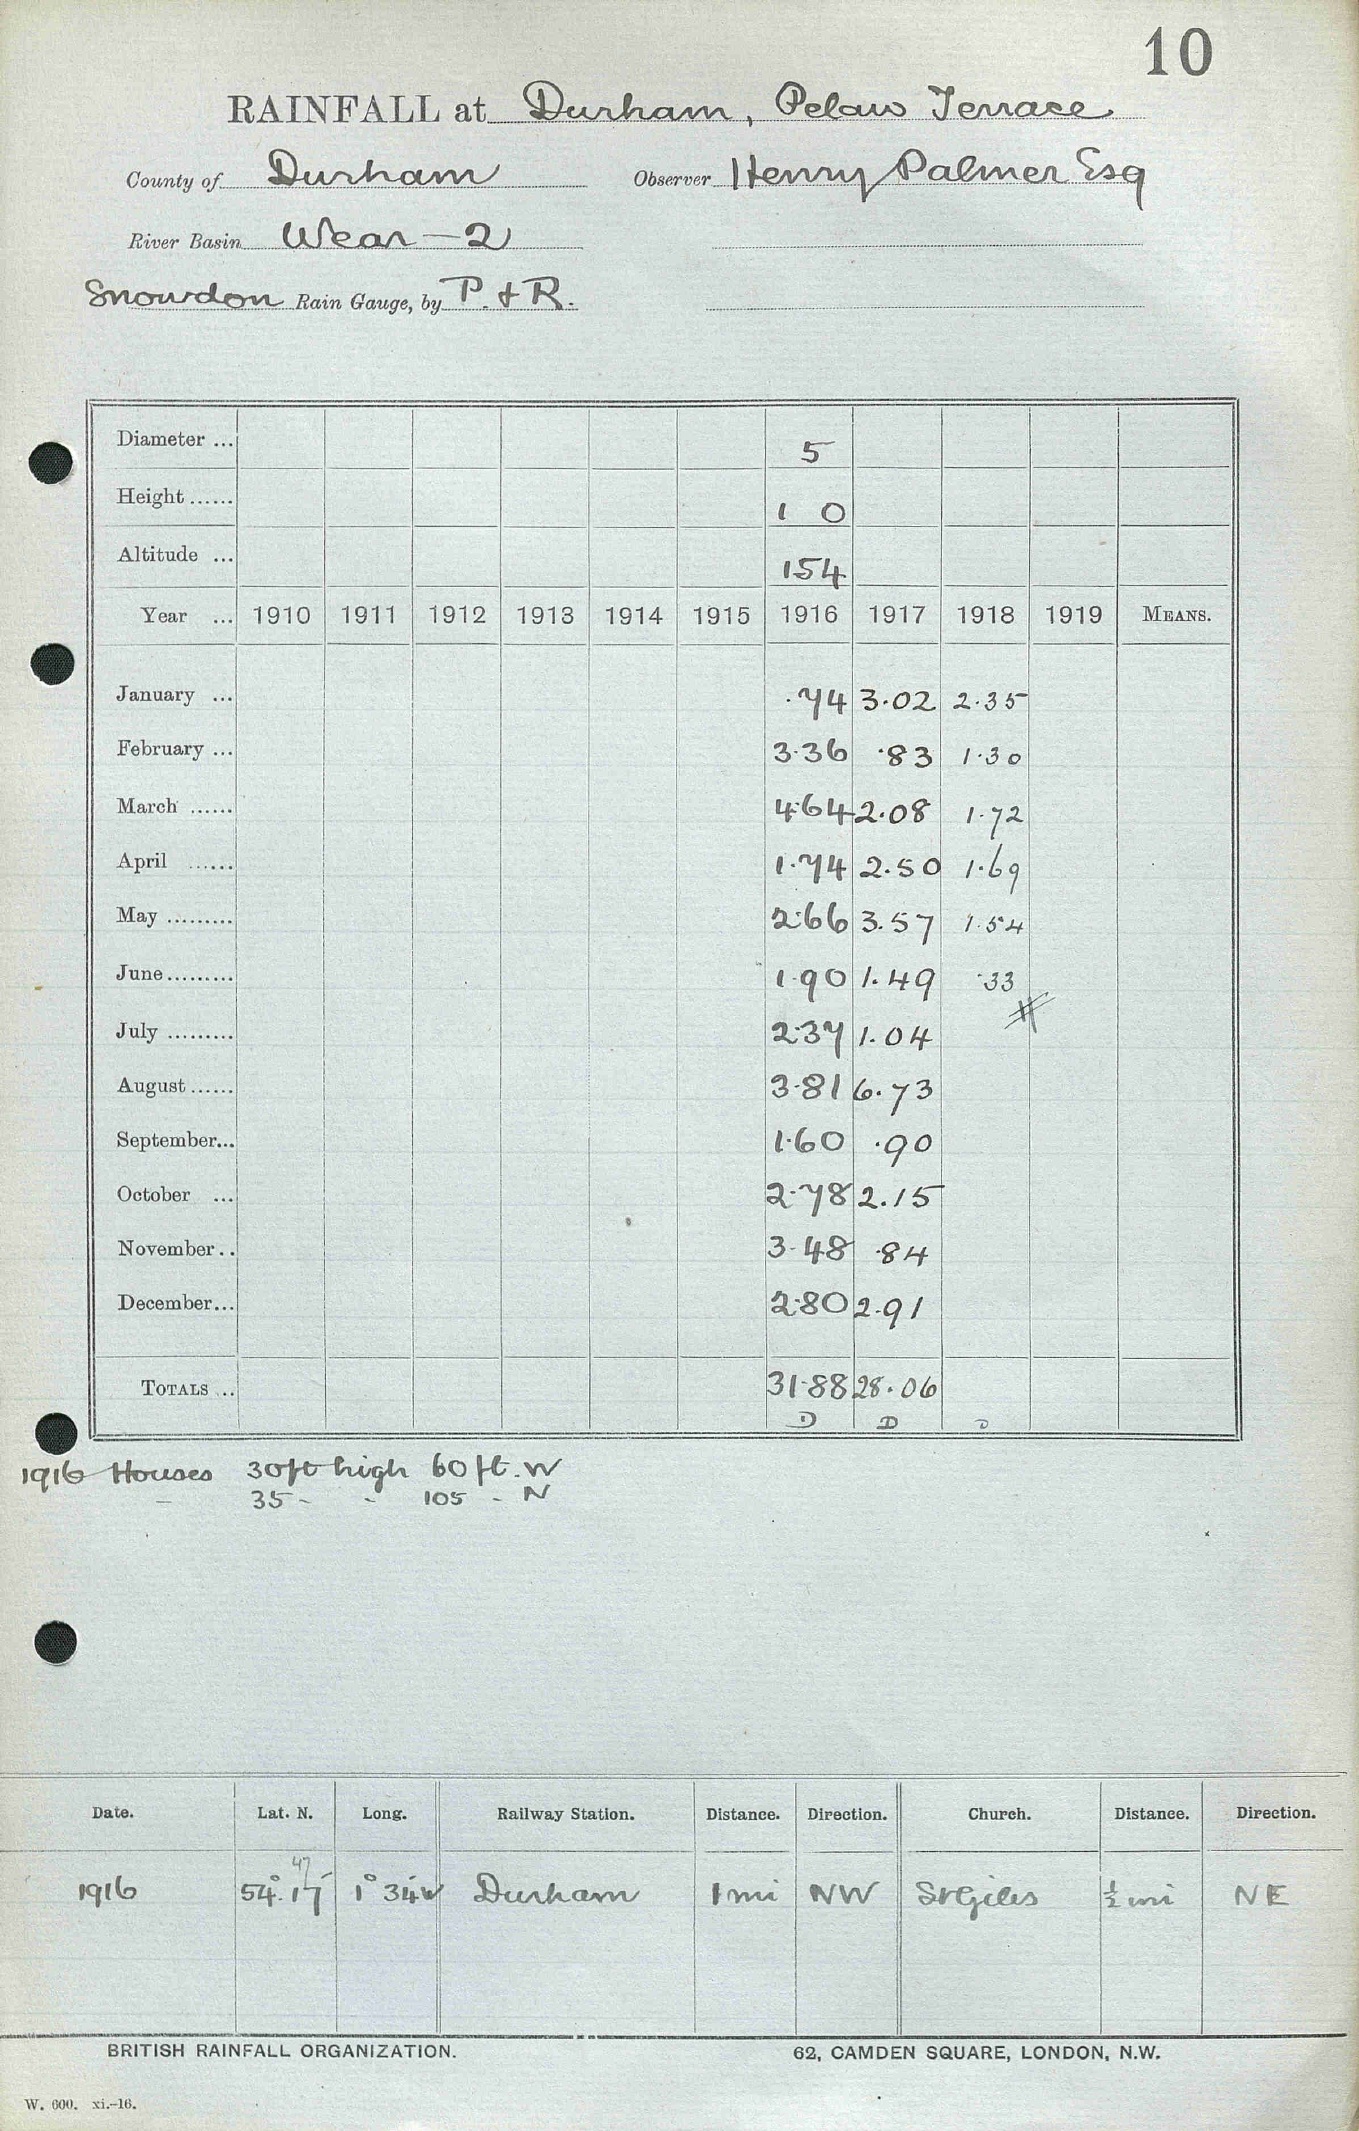 10
RAINFALL at Durham, Pelaw Terrace
County of Durham Observer Henry Palmer Esq
River Basin Wear—2
Snowdon Rain Gauge, by P. & R.
Diameter ... 5
Height ...... 1 0
Altitude ... 154
Year ... 1910 1911 1912 1913 1914 1915 1916 1917 1918 1919 MEANS.
January ... .74 3.02 2.35
February ... 3.36 .83 1.30
March ...... 4.64 2.08 1.72
April ...... 1.74 2.50 1.69
May ......... 2.66 3.57 1.54
June ......... 1.90 1.49 .33
July ......... 2.37 1.04
August ...... 3.81 6.73
September... 1.60 .90
October ... 2.78 2.15
November .. 3.48 .84
December... 2.80 2.91
TOTALS ... 31.88 28.06
D D D
1916 Houses 30ft high 60 ft. W
– 35 - - 105 - N
Date. Lat. N. Long. Railway Station. Distance. Direction. Church. Distance. Direction.
47
1916 54° 17' 1° 34'W Durham 1 mi NW St Giles ½ mi NE
BRITISH RAINFALL ORGANIZATION. 62, CAMDEN SQUARE, LONDON, N.W.
W. 600. xi.–16.